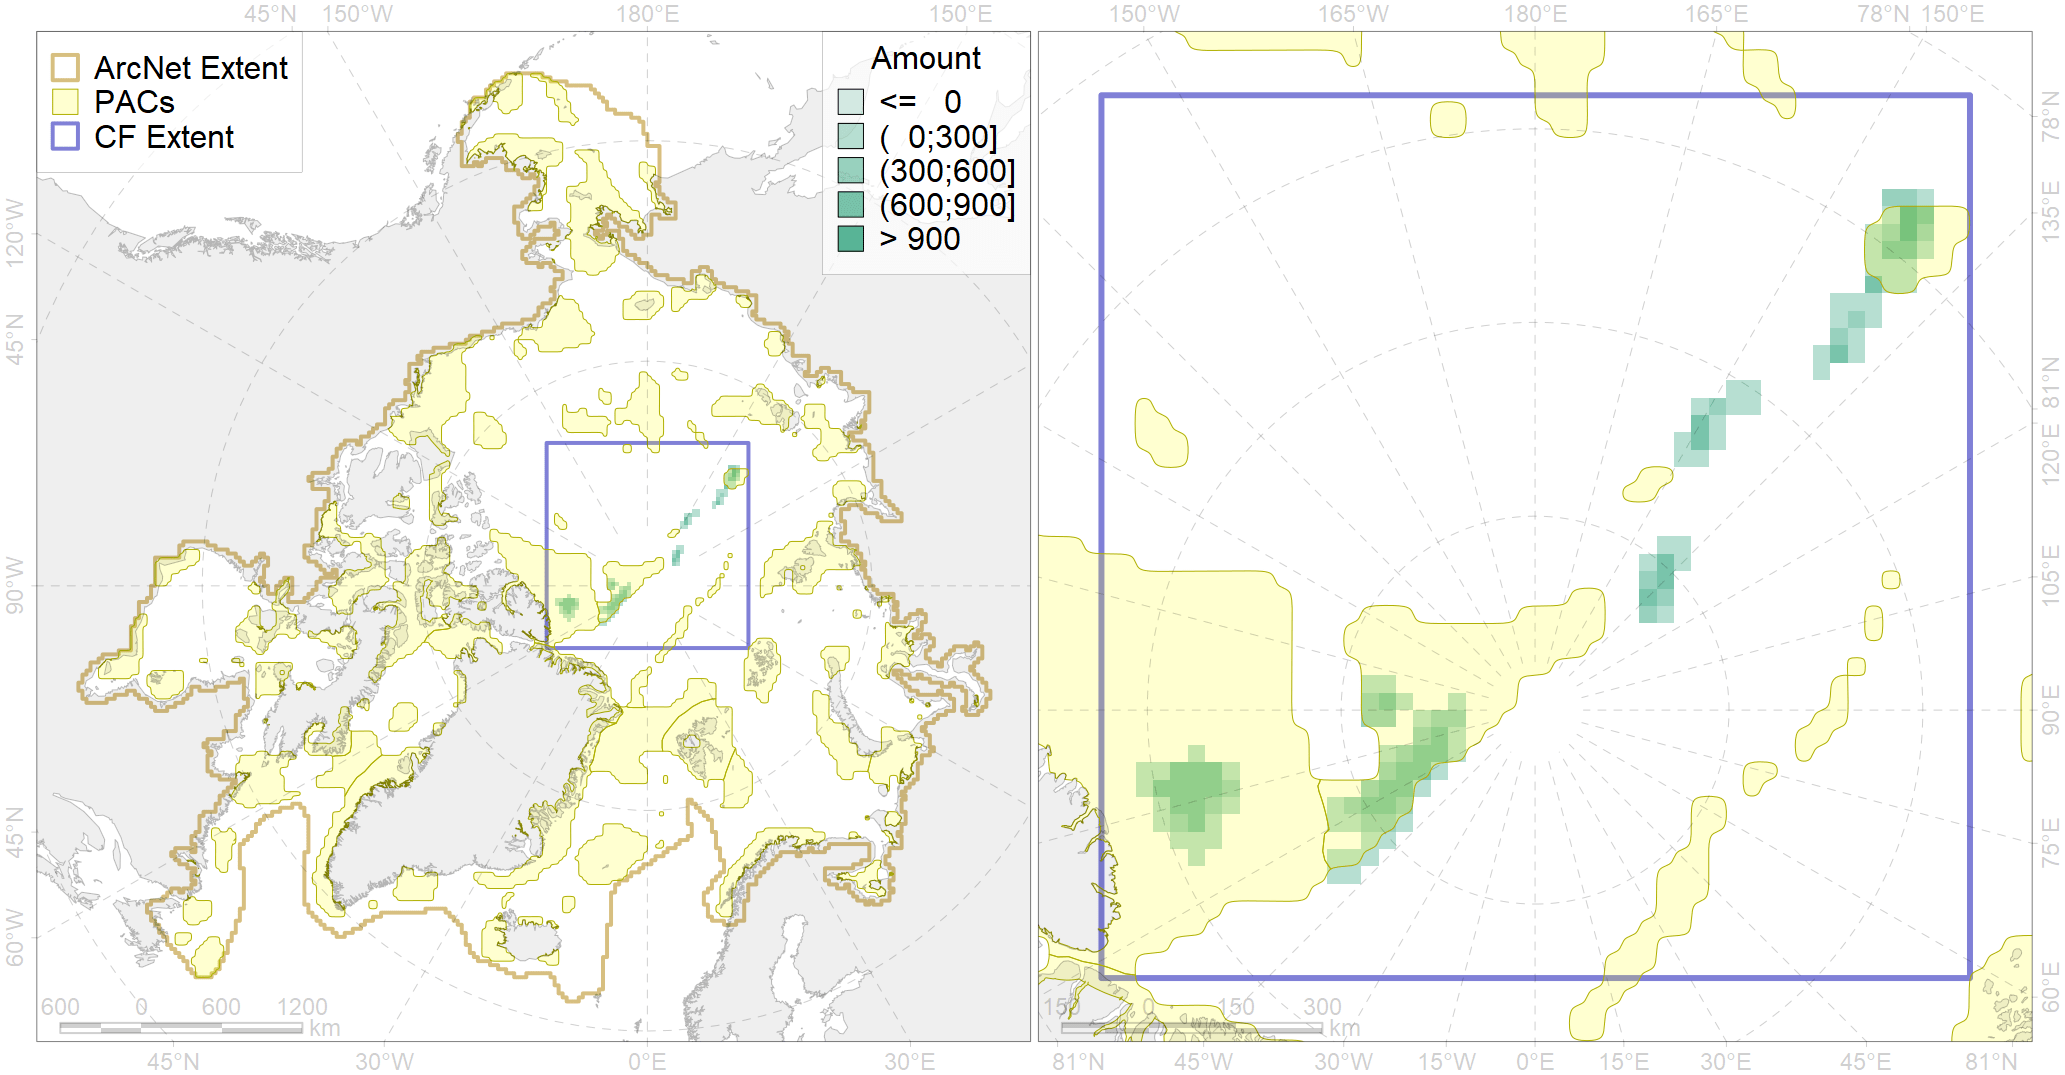 45°N 150°W 180°E 150°E
150°W 165°W 180°E 165°E 78°N 150°E
ArcNet Extent
PACs
CF Extent
Amount
<= 0
( 0;300]
(300;600]
(600;900]
> 900
120°W
45°N
90°W
45°N
60°W
78°N
135°E
81°N
120°E
105°E
90°E
75°E
60°E
600 0 600 1200
km
15 0 150 300
km
45°W 30°W 0°E 30°E
81°N 45°W 30°W 15°W 0°E 15°E 30°E 45°E 81°N